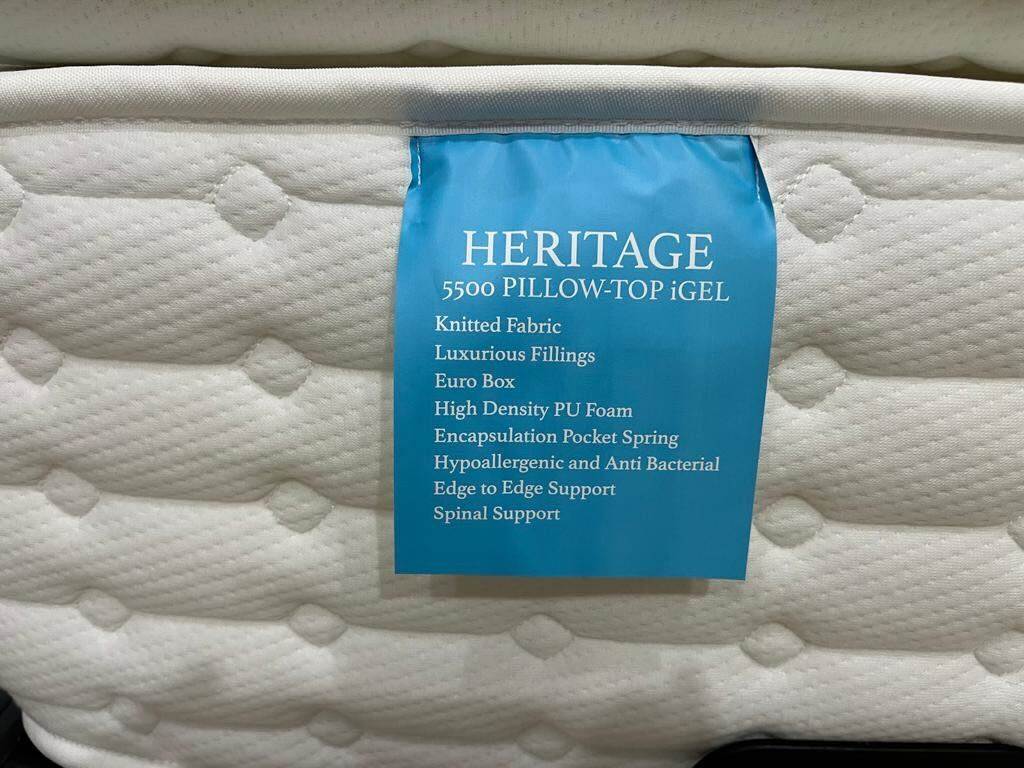 HERITAGE
5500 PILLOW-TOP iGEL
Knitted Fabric
Luxurious Fillings
Euro Box
High Density PU Foam
Encapsulation Pocket Spring
Hypoallergenic and Anti Bacterial
Edge to Edge Support
Spinal Support